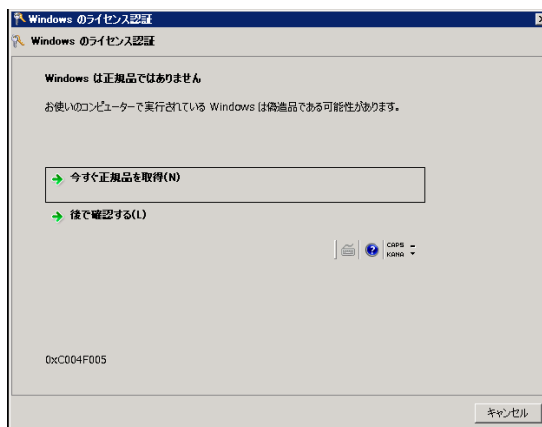 Windows のライセンス認証
Windows のライセンス認証
Windows は正規品ではありません
お使いのコンピューターで実行されている Windows は偽造品である可能性があります。
今すぐ正規品を取得(N)
後で確認する(L)
CAPS
KANA
0xC004F005
キャンセル